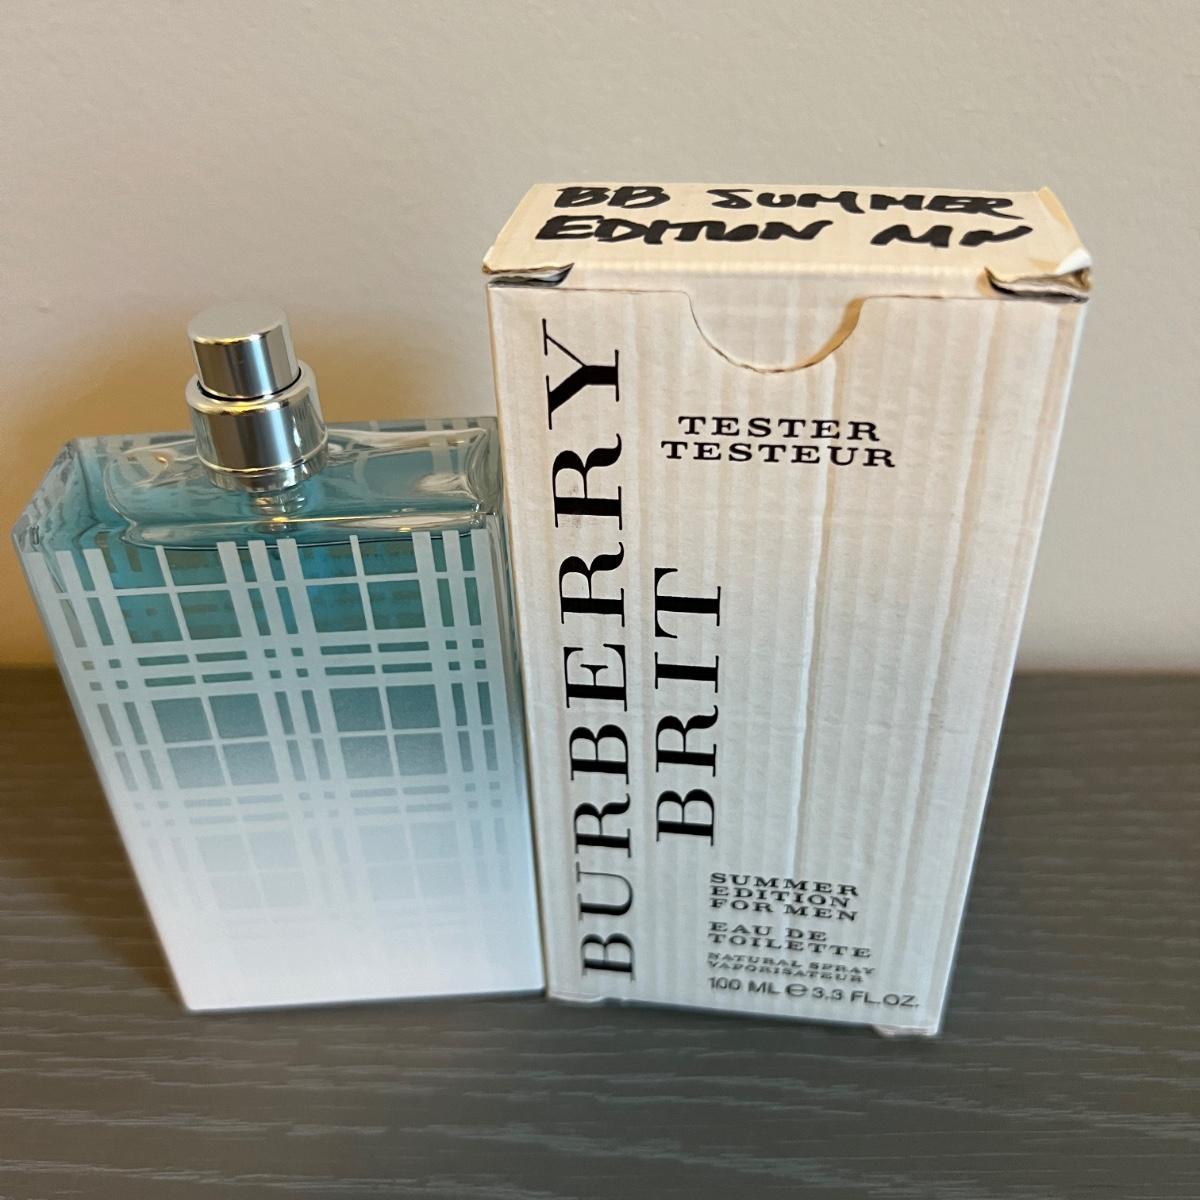 BB SUMMER
EDITION MN
TESTER
TESTEUR
BURBERRY
BRIT
SUMMER
EDITION
FOR MEN
EAU DE
TOILETTE
NATURAL SPRAY
VAPORISATEUR
100 ML ℮ 3.3 FL.OZ.